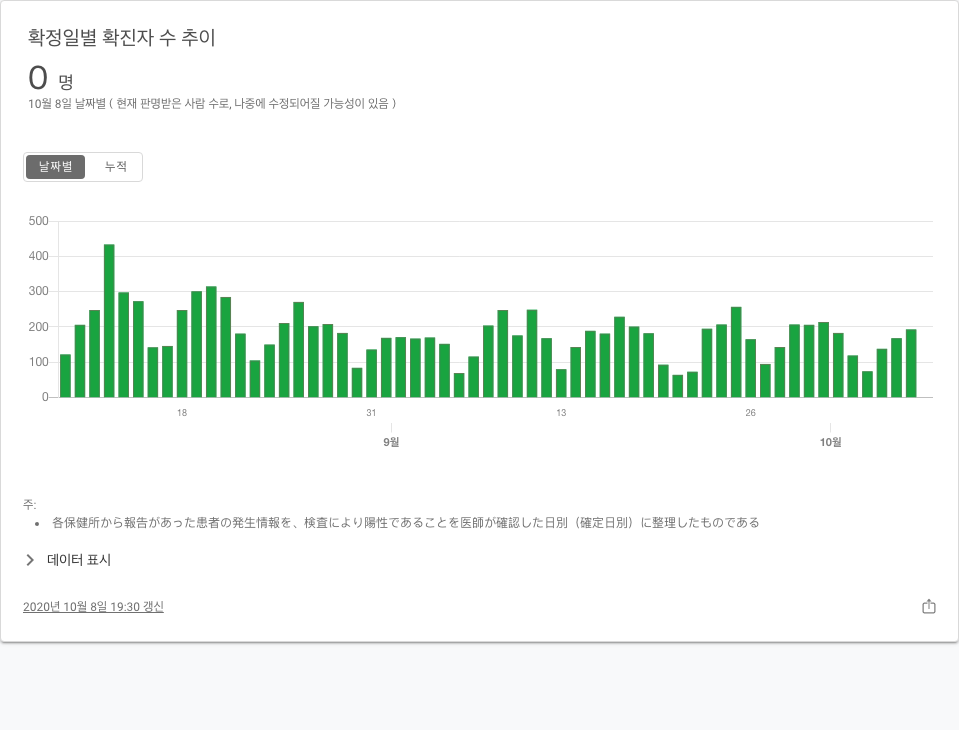 확정일별 확진자 수 추이
0 명
10월 8일 날짜별 ( 현재 판명받은 사람 수로, 나중에 수정되어질 가능성이 있음 )
날짜별 누적
500
400
300
200
100
0
18 31 13 26
9월 10월
주:
• 各保健所から報告があった患者の発生情報を、検査により陽性であることを医師が確認した日別（確定日別）に整理したものである
데이터 표시
2020년 10월 8일 19:30 갱신